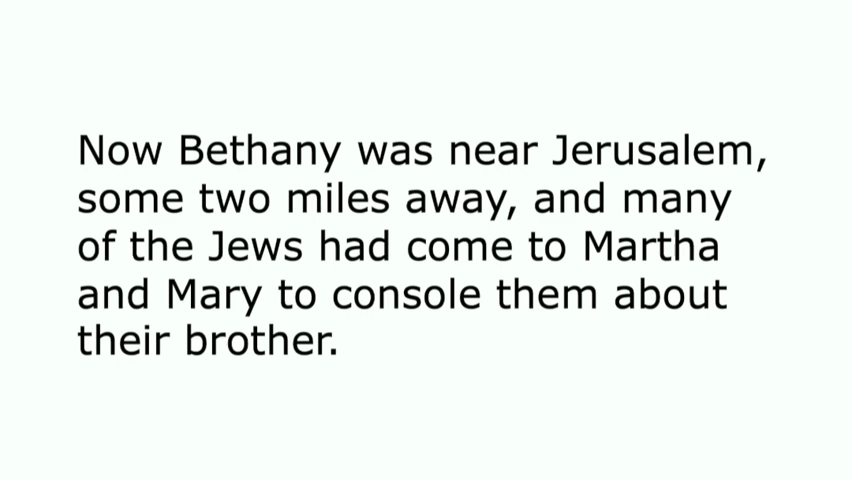 Now Bethany was near Jerusalem,
some two miles away, and many
of the Jews had come to Martha
and Mary to console them about
their brother.